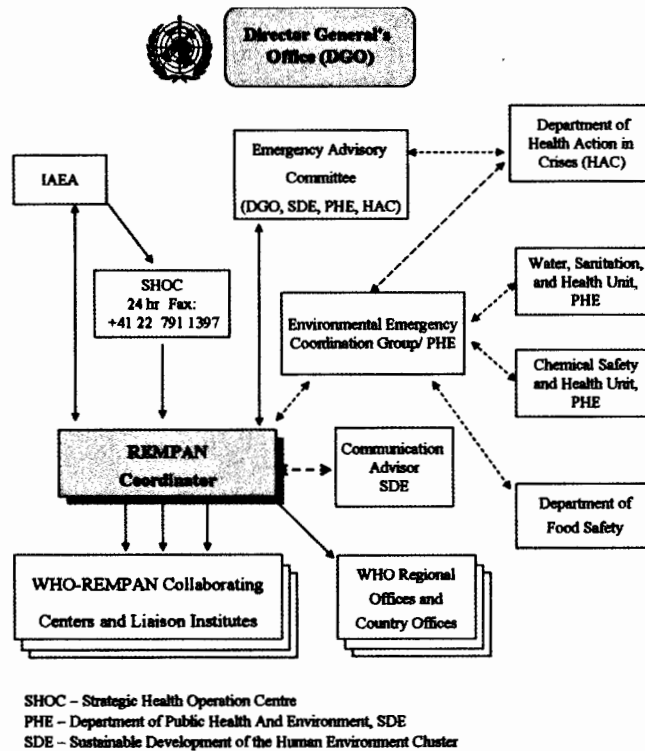 Director General's
Office (DGO)
IAEA
Emergency Advisory
Committee
(DGO, SDE, PHE, HAC)
Department of
Health Action in
Crises (HAC)
SHOC
24 hr Fax:
+41 22 791 1397
Environmental Emergency
Coordination Group/ PHE
Water, Sanitation,
and Health Unit,
PHE
Chemical Safety
and Health Unit,
PHE
REMPAN
Coordinator
Communication
Advisor
SDE
Department of
Food Safety
WHO-REMPAN Collaborating
Centers and Liaison Institutes
WHO Regional
Offices and
Country Offices
SHOC – Strategic Health Operation Centre
PHE – Department of Public Health And Environment, SDE
SDE – Sustainable Development of the Human Environment Cluster